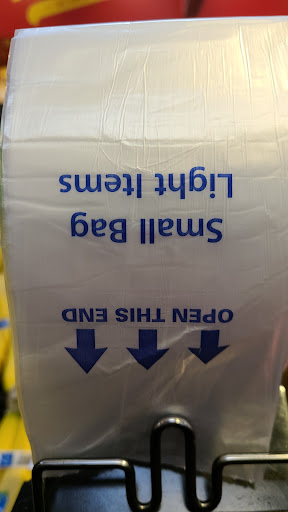 OPEN THIS END
Small Bag
Light Items